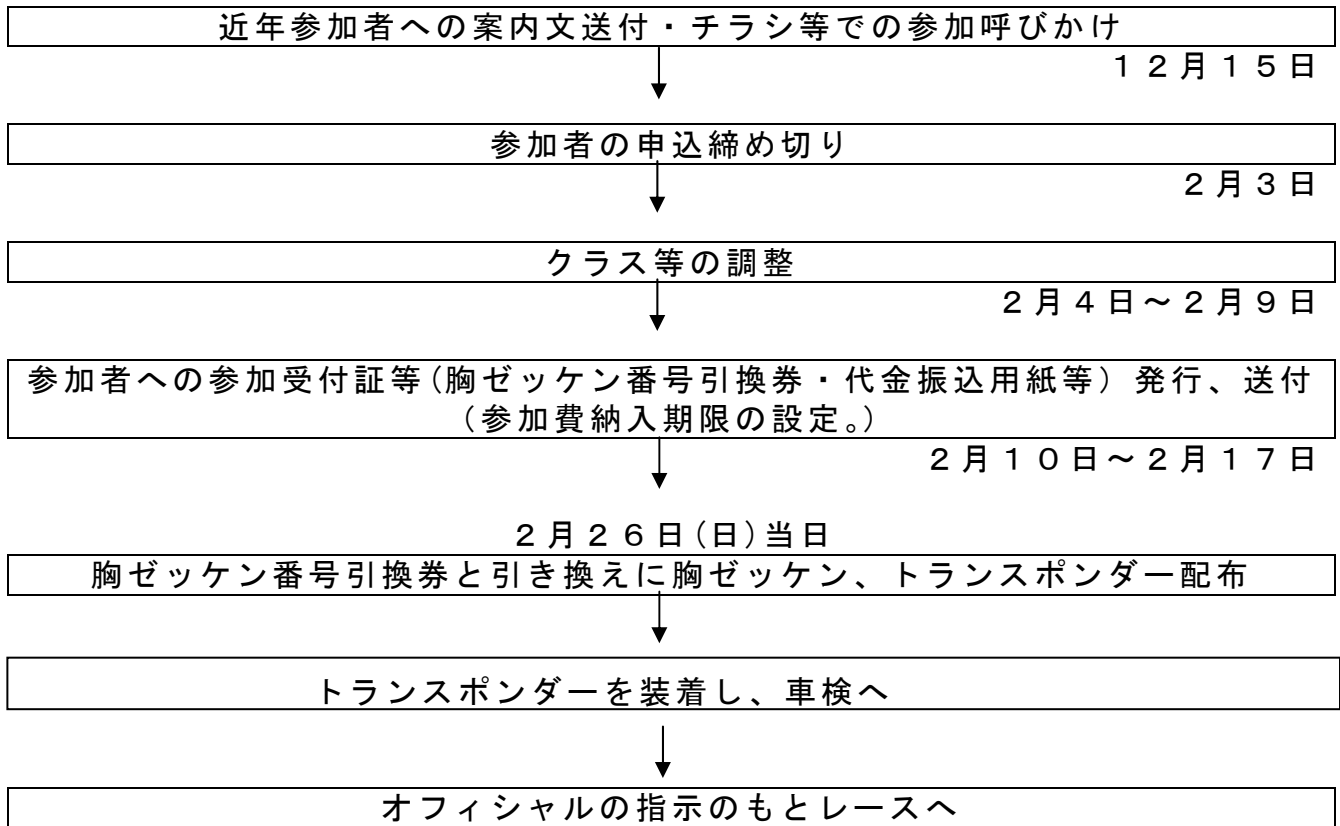 近年参加者への案内文送付・チラシ等での参加呼びかけ
１２月１５日
参加者の申込締め切り
２月３日
クラス等の調整
２月４日～２月９日
参加者への参加受付証等(胸ゼッケン番号引換券・代金振込用紙等)発行、送付
(参加費納入期限の設定。)
２月１０日～２月１７日
２月２６日(日)当日
胸ゼッケン番号引換券と引き換えに胸ゼッケン、トランスポンダー配布
トランスポンダーを装着し、車検へ
オフィシャルの指示のもとレースへ